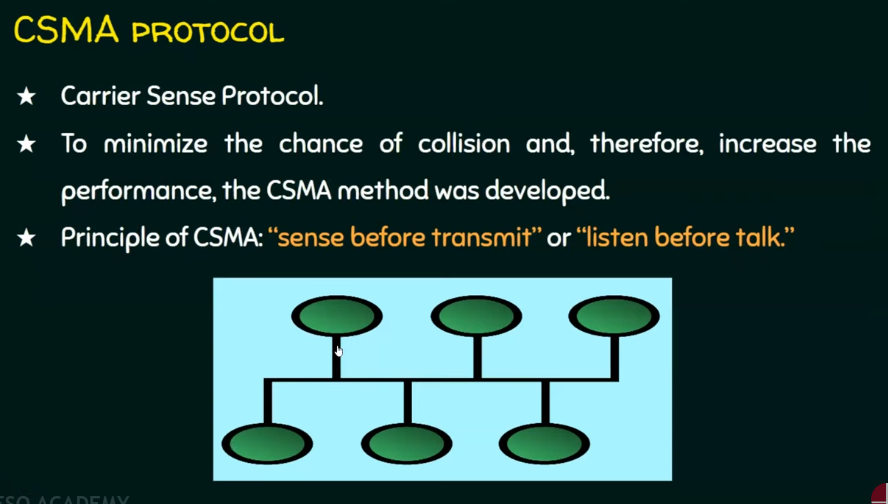 CSMA PROTOCOL
★ Carrier Sense Protocol.
★ To minimize the chance of collision and, therefore, increase the
performance, the CSMA method was developed.
★ Principle of CSMA: “sense before transmit” or “listen before talk.”
ESO ACADEMY